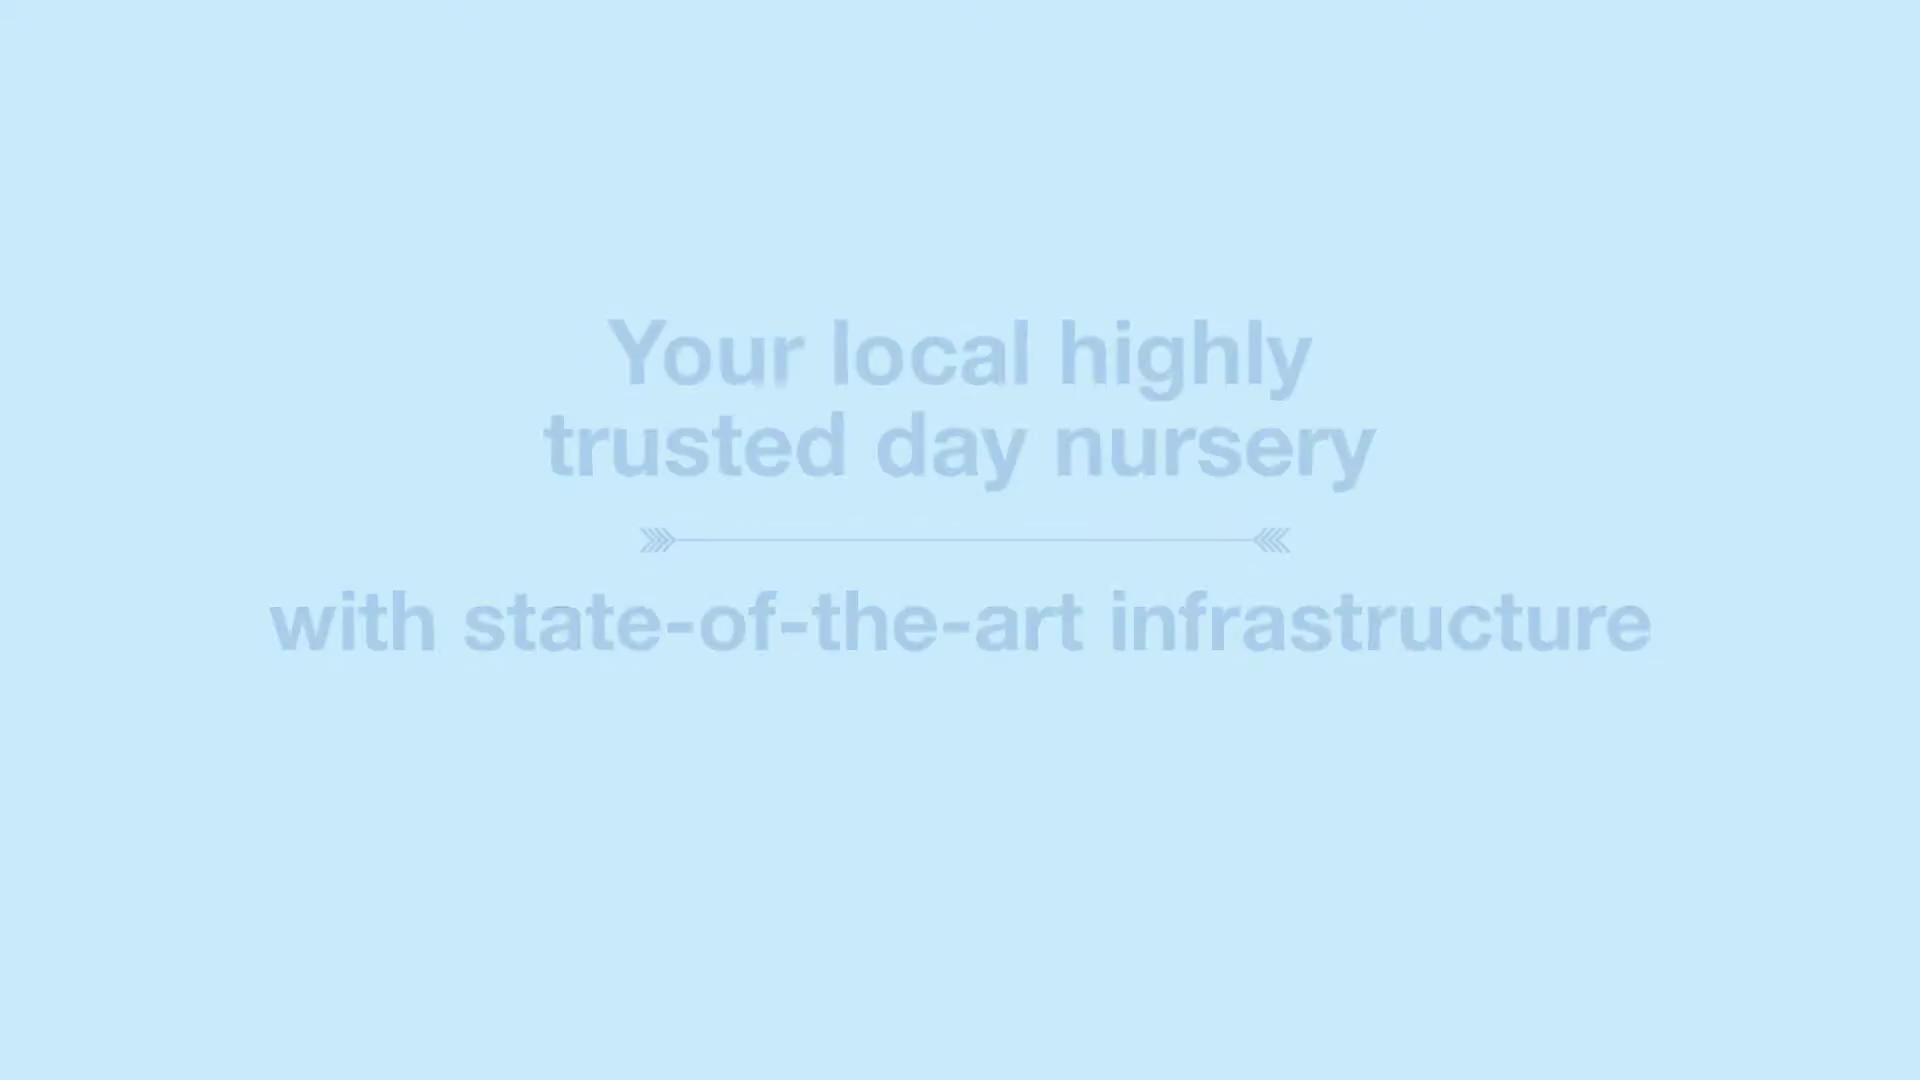 Your local highly
trusted day nursery
with state-of-the-art infrastructure